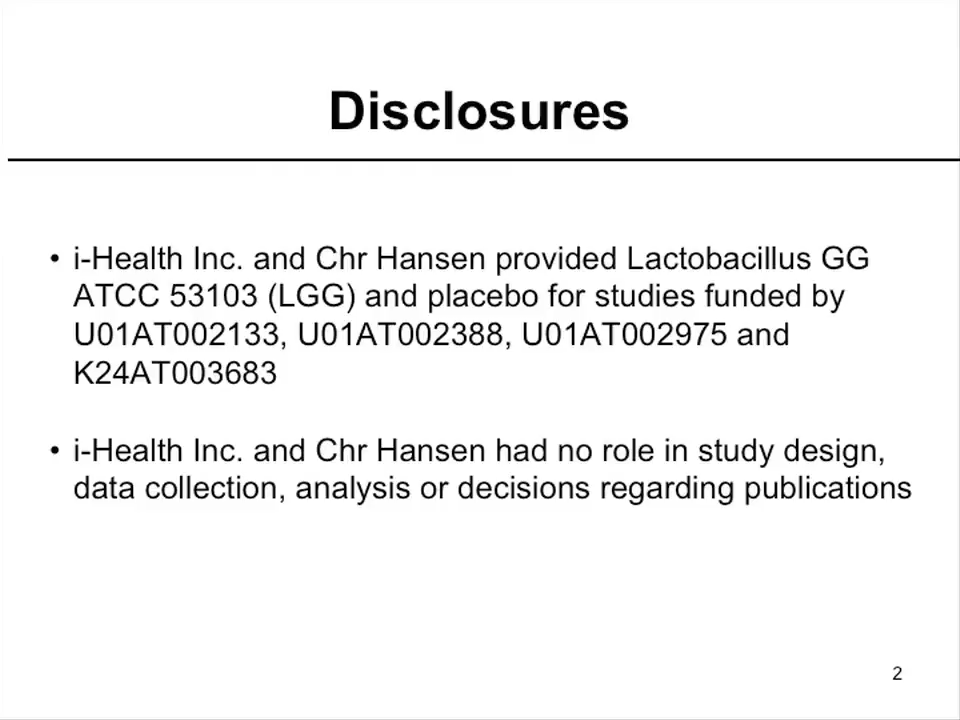 Disclosures
• i-Health Inc. and Chr Hansen provided Lactobacillus GG
ATCC 53103 (LGG) and placebo for studies funded by
U01AT002133, U01AT002388, U01AT002975 and
K24AT003683
• i-Health Inc. and Chr Hansen had no role in study design,
data collection, analysis or decisions regarding publications
2